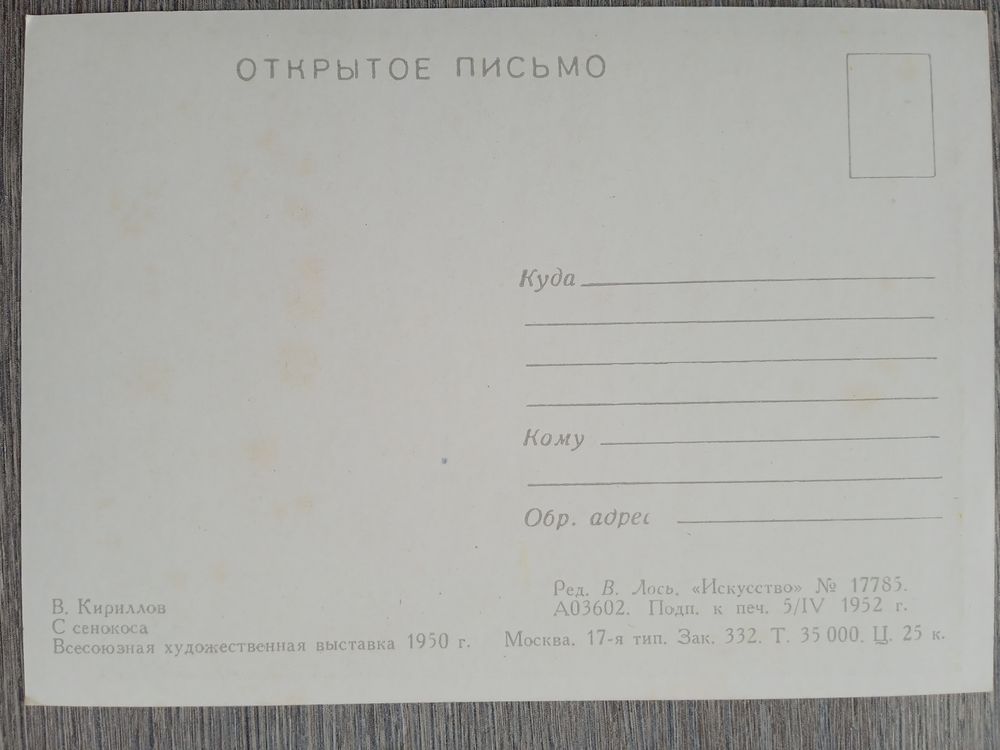 ОТКРЫТОЕ ПИСЬМО
Куда
Кому
Обр. адрес
В. Кириллов
С сенокоса
Всесоюзная художественная выставка 1950 г.
Ред. В. Лось. «Искусство» № 17785.
А03602. Подп. к печ. 5/IV 1952 г.
Москва. 17-я тип. Зак. 332. Т. 35 000. Ц. 25 к.